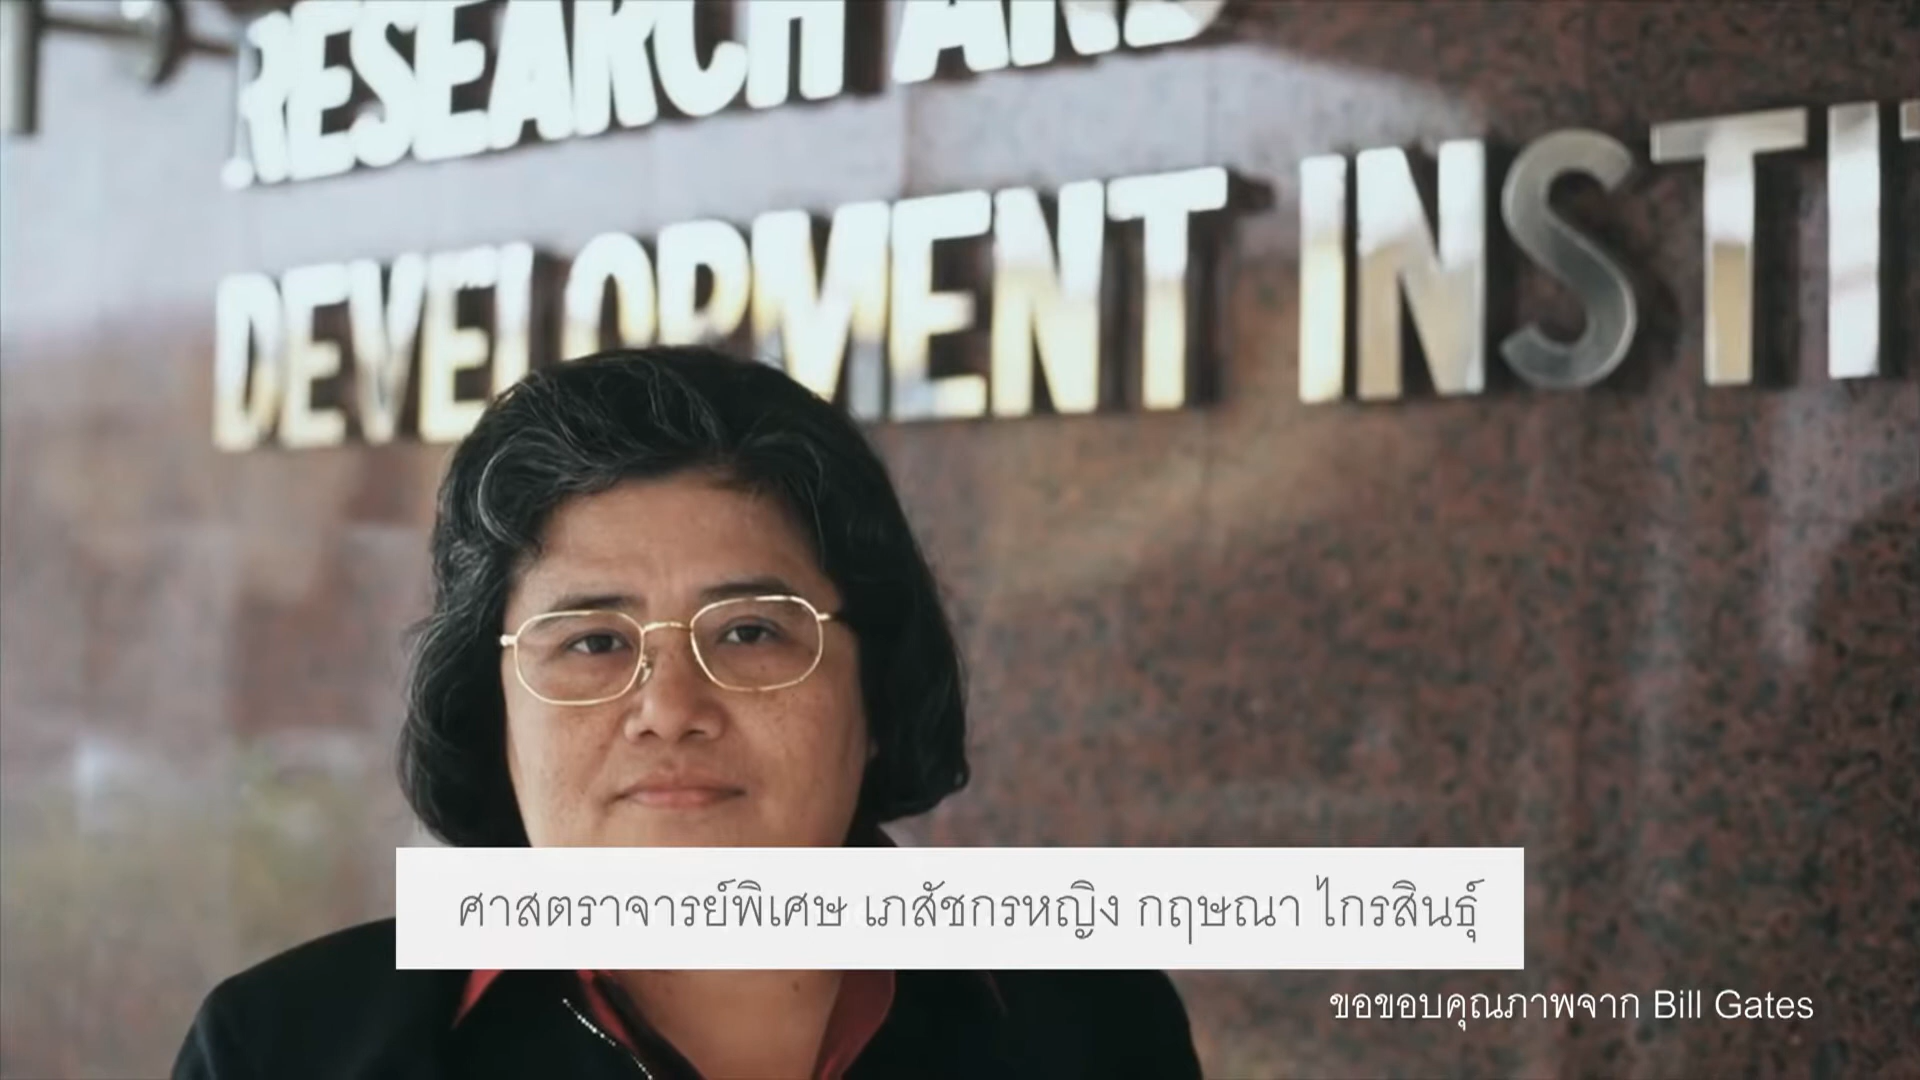 RESEARCH AND
DEVELOPMENT INSTIT
ศาสตราจารย์พิเศษ เภสัชกรหญิง กฤษณา ไกรสินธุ์
ขอขอบคุณภาพจาก Bill Gates